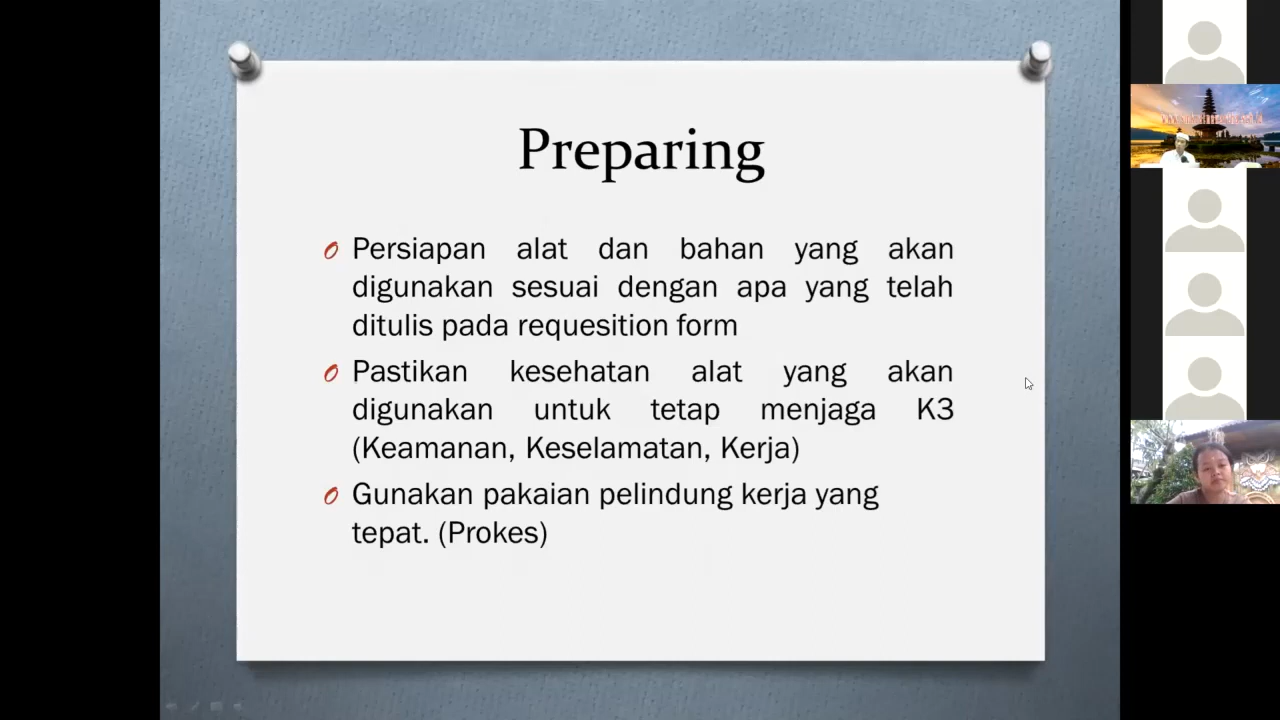 Preparing
Persiapan alat dan bahan yang akan
digunakan sesuai dengan apa yang telah
ditulis pada requesition form
Pastikan kesehatan alat yang akan
digunakan untuk tetap menjaga K3
(Keamanan, Keselamatan, Kerja)
Gunakan pakaian pelindung kerja yang
tepat. (Prokes)